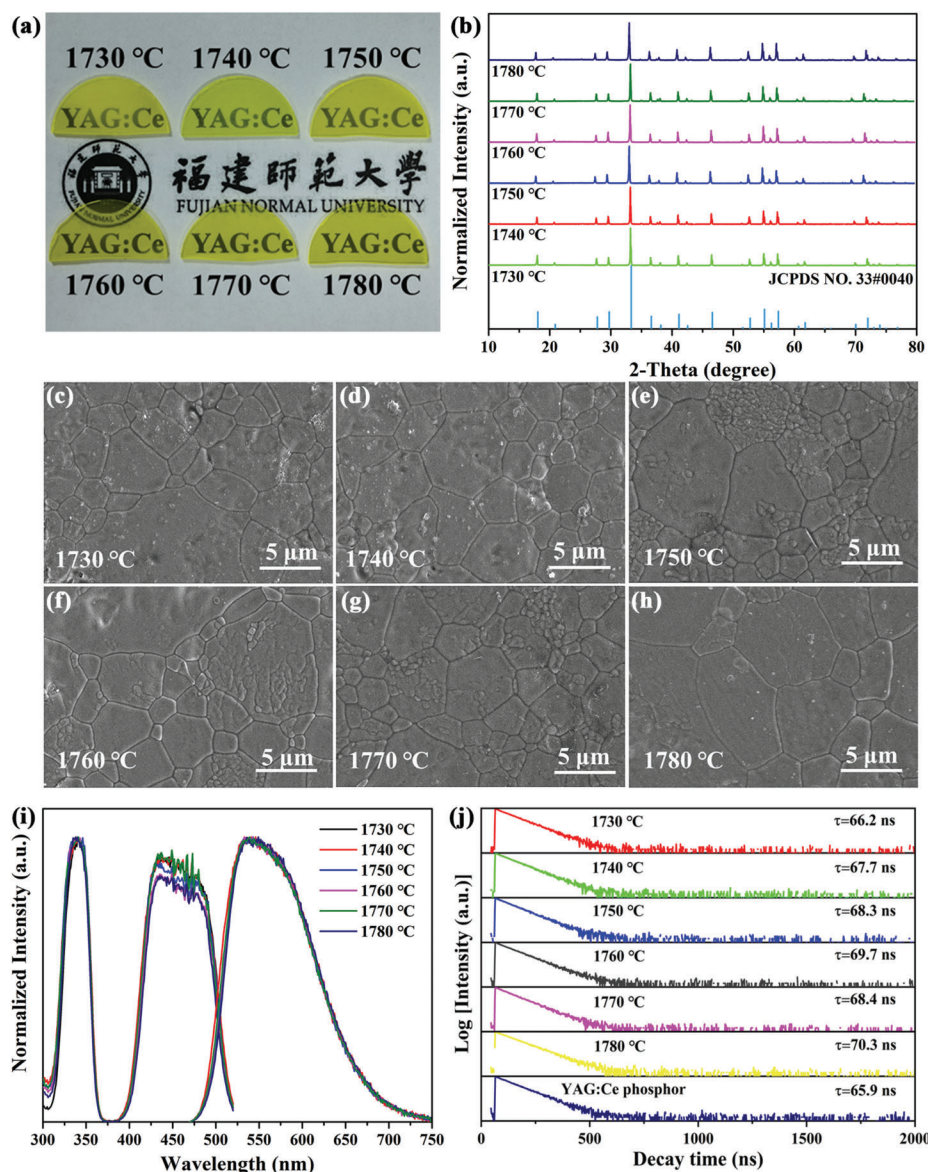 (a)
1730 °C 1740 °C 1750 °C
YAG:Ce YAG:Ce YAG:Ce
福建師範大學
FUJIAN NORMAL UNIVERSITY
YAG:Ce YAG:Ce YAG:Ce
1760 °C 1770 °C 1780 °C
(b)
Normalized Intensity (a.u.)
1780 °C
1770 °C
1760 °C
1750 °C
1740 °C
1730 °C
JCPDS NO. 33#0040
10 20 30 40 50 60 70 80
2-Theta (degree)
(c)
1730 °C
5 μm
(d)
1740 °C
5 μm
(e)
1750 °C
5 μm
(f)
1760 °C
5 μm
(g)
1770 °C
5 μm
(h)
1780 °C
5 μm
(i)
Normalized Intensity (a.u.)
1730 °C
1740 °C
1750 °C
1760 °C
1770 °C
1780 °C
300 350 400 450 500 550 600 650 700 750
Wavelength (nm)
(j)
Log [Intensity (a.u.)]
1730 °C τ=66.2 ns
1740 °C τ=67.7 ns
1750 °C τ=68.3 ns
1760 °C τ=69.7 ns
1770 °C τ=68.4 ns
1780 °C τ=70.3 ns
YAG:Ce phosphor τ=65.9 ns
0 500 1000 1500 2000
Decay time (ns)